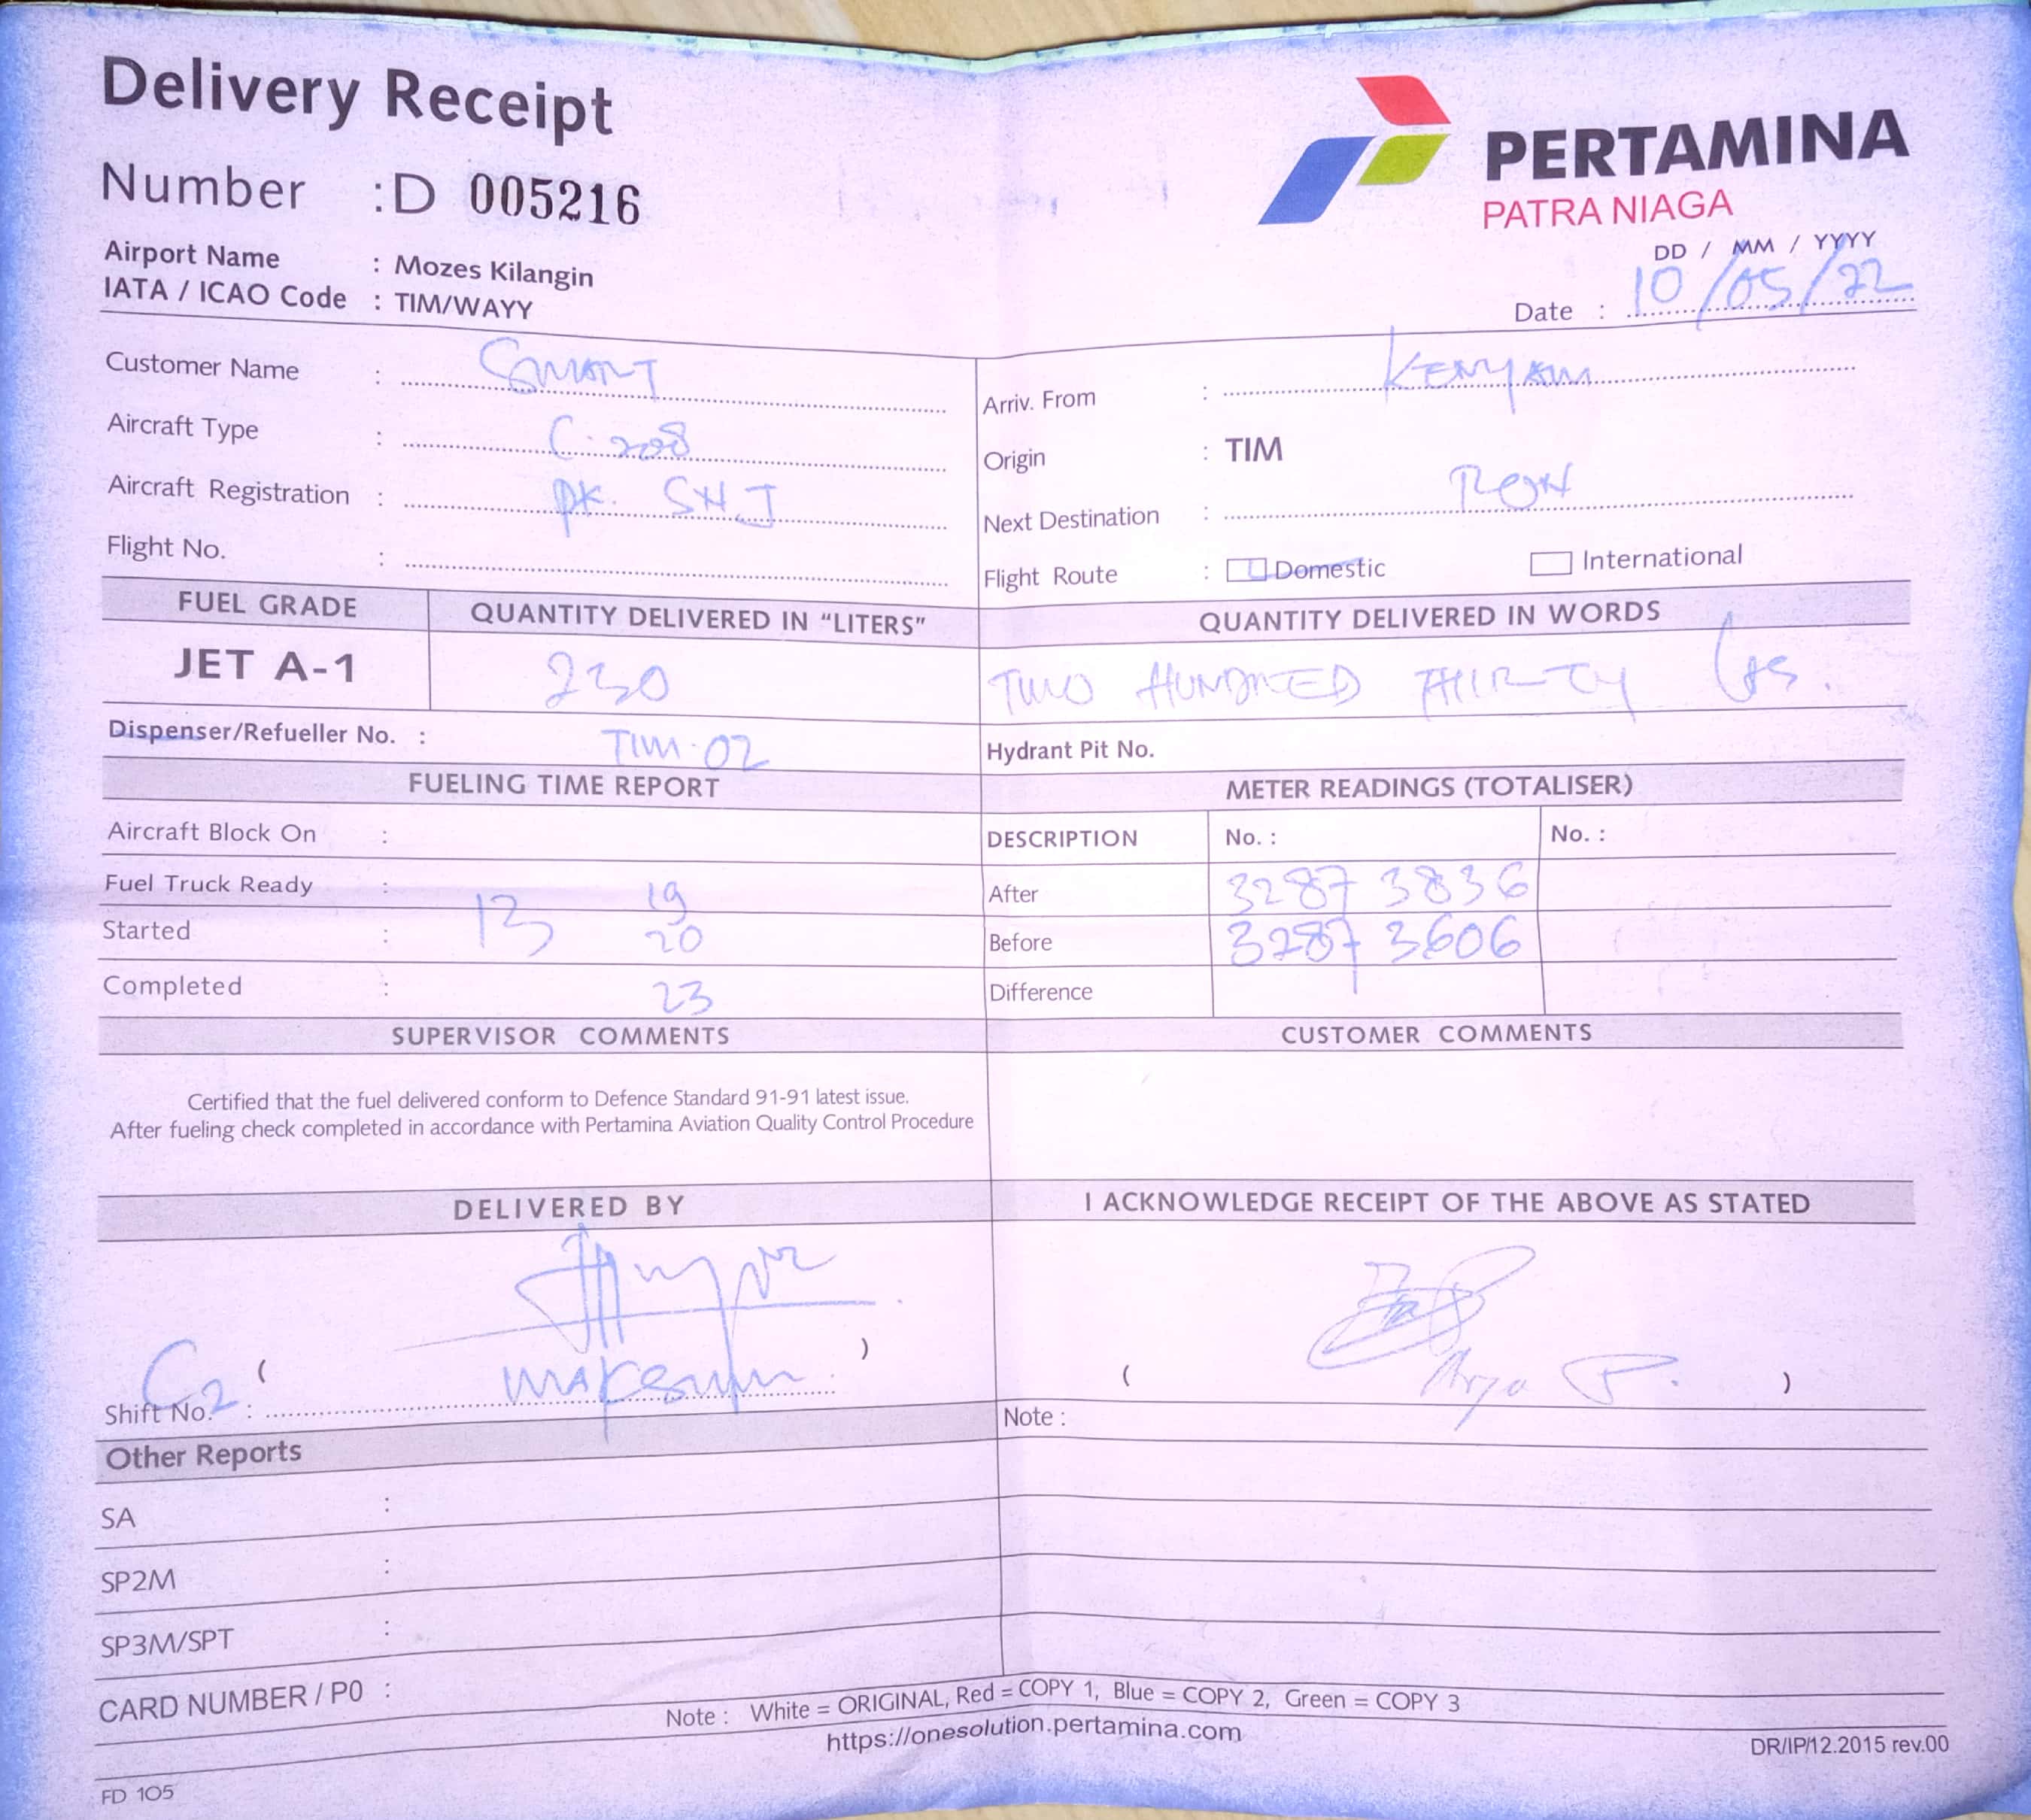 Delivery Receipt
Number : D 005216
PERTAMINA
PATRA NIAGA
Airport Name : Mozes Kilangin
IATA / ICAO Code : TIM/WAYY
DD / MM / YYYY
Date : 10/05/22
Customer Name : SMART
Aircraft Type : C. 208
Aircraft Registration : PK. SNJ
Flight No. :
Arriv. From : KENYAM
Origin : TIM
Next Destination : RON
Flight Route : Domestic International
FUEL GRADE QUANTITY DELIVERED IN “LITERS” QUANTITY DELIVERED IN WORDS
JET A-1 230 TWO HUNDRED THIRTY
Dispenser/Refueller No. : TIM.02 Hydrant Pit No.
FUELING TIME REPORT METER READINGS (TOTALISER)
Aircraft Block On : DESCRIPTION No. : No. :
Fuel Truck Ready : 19 After 3287 3836
Started : 13 20 Before 3287 3606
Completed : 23 Difference
SUPERVISOR COMMENTS CUSTOMER COMMENTS
Certified that the fuel delivered conform to Defence Standard 91-91 latest issue.
After fueling check completed in accordance with Pertamina Aviation Quality Control Procedure
DELIVERED BY I ACKNOWLEDGE RECEIPT OF THE ABOVE AS STATED
( ) ( Arya P. )
Shift No. : C2 maksum
Note :
Other Reports
SA :
SP2M :
SP3M/SPT :
CARD NUMBER / P0 :
Note : White = ORIGINAL, Red = COPY 1, Blue = COPY 2, Green = COPY 3
https://onesolution.pertamina.com
DR/IP/12.2015 rev.00
FD 105